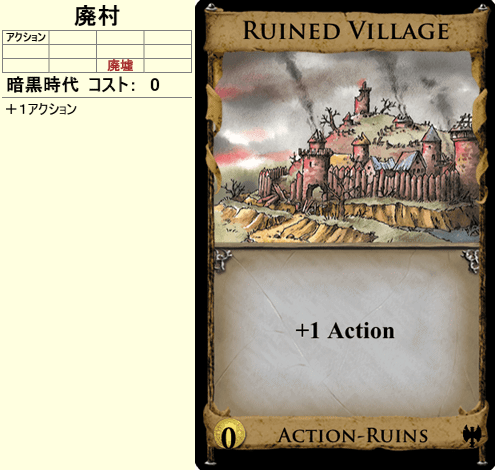 廃村
アクション
廃墟
暗黒時代 コスト: 0
＋1アクション
RUINED VILLAGE
+1 Action
0
ACTION-RUINS